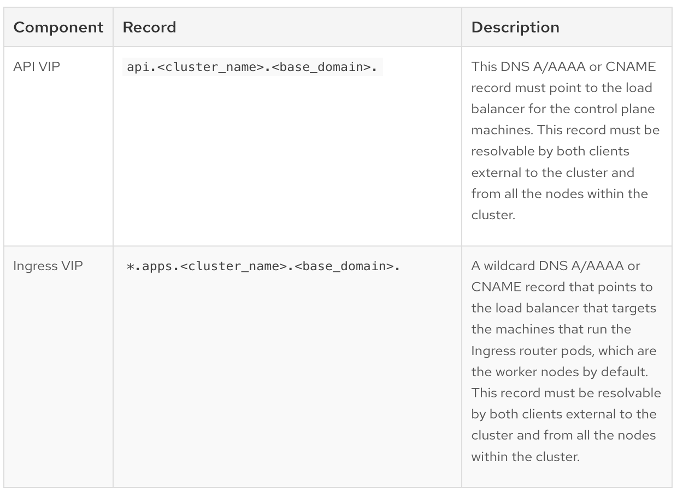 Component Record Description
API VIP api.<cluster_name>.<base_domain>. This DNS A/AAAA or CNAME
record must point to the load
balancer for the control plane
machines. This record must be
resolvable by both clients
external to the cluster and
from all the nodes within the
cluster.
Ingress VIP *.apps.<cluster_name>.<base_domain>. A wildcard DNS A/AAAA or
CNAME record that points to
the load balancer that targets
the machines that run the
Ingress router pods, which are
the worker nodes by default.
This record must be resolvable
by both clients external to the
cluster and from all the nodes
within the cluster.